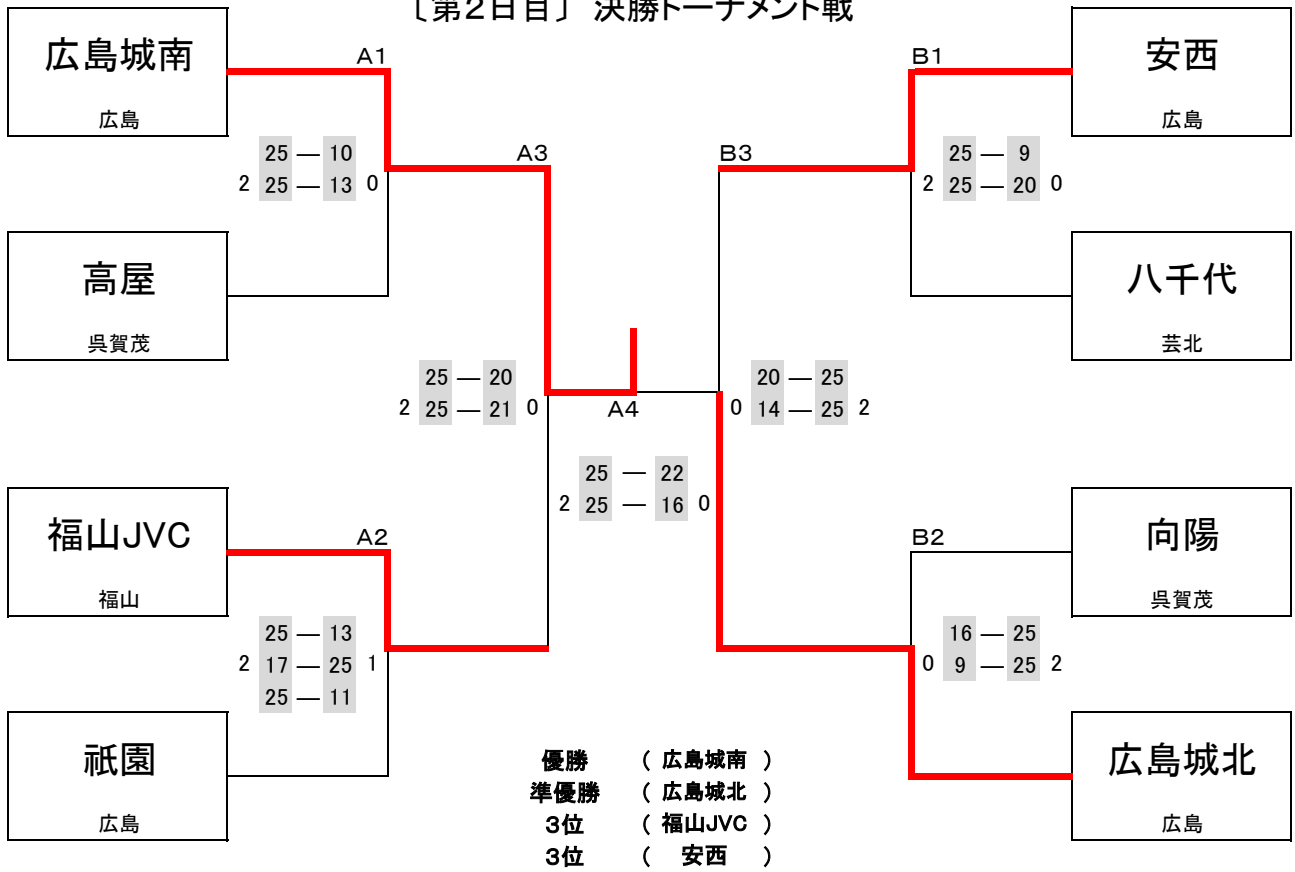 〔第2日目〕 決勝トーナメント戦
広島城南
広島
A1
25 ― 10
2 25 ― 13 0
高屋
呉賀茂
A3
25 ― 20
2 25 ― 21 0
福山JVC
福山
A2
25 ― 13
2 17 ― 25 1
25 ― 11
祇園
広島
A4
25 ― 22
2 25 ― 16 0
B3
20 ― 25
0 14 ― 25 2
B1
安西
広島
25 ― 9
2 25 ― 20 0
八千代
芸北
B2
向陽
呉賀茂
16 ― 25
0 9 ― 25 2
広島城北
広島
優勝 ( 広島城南 )
準優勝 ( 広島城北 )
3位 ( 福山JVC )
3位 ( 安西 )